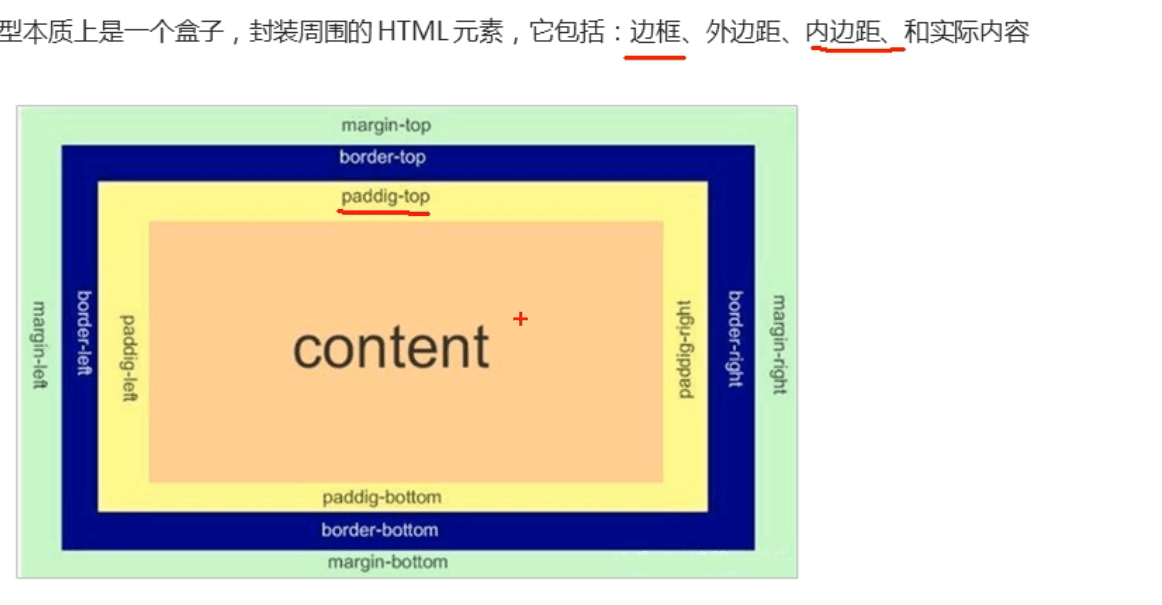 型本质上是一个盒子，封装周围的 HTML 元素，它包括：边框、外边距、内边距、和实际内容
margin-top
border-top
paddig-top
margin-left
border-left
paddig-left
content
paddig-right
border-right
margin-right
paddig-bottom
border-bottom
margin-bottom